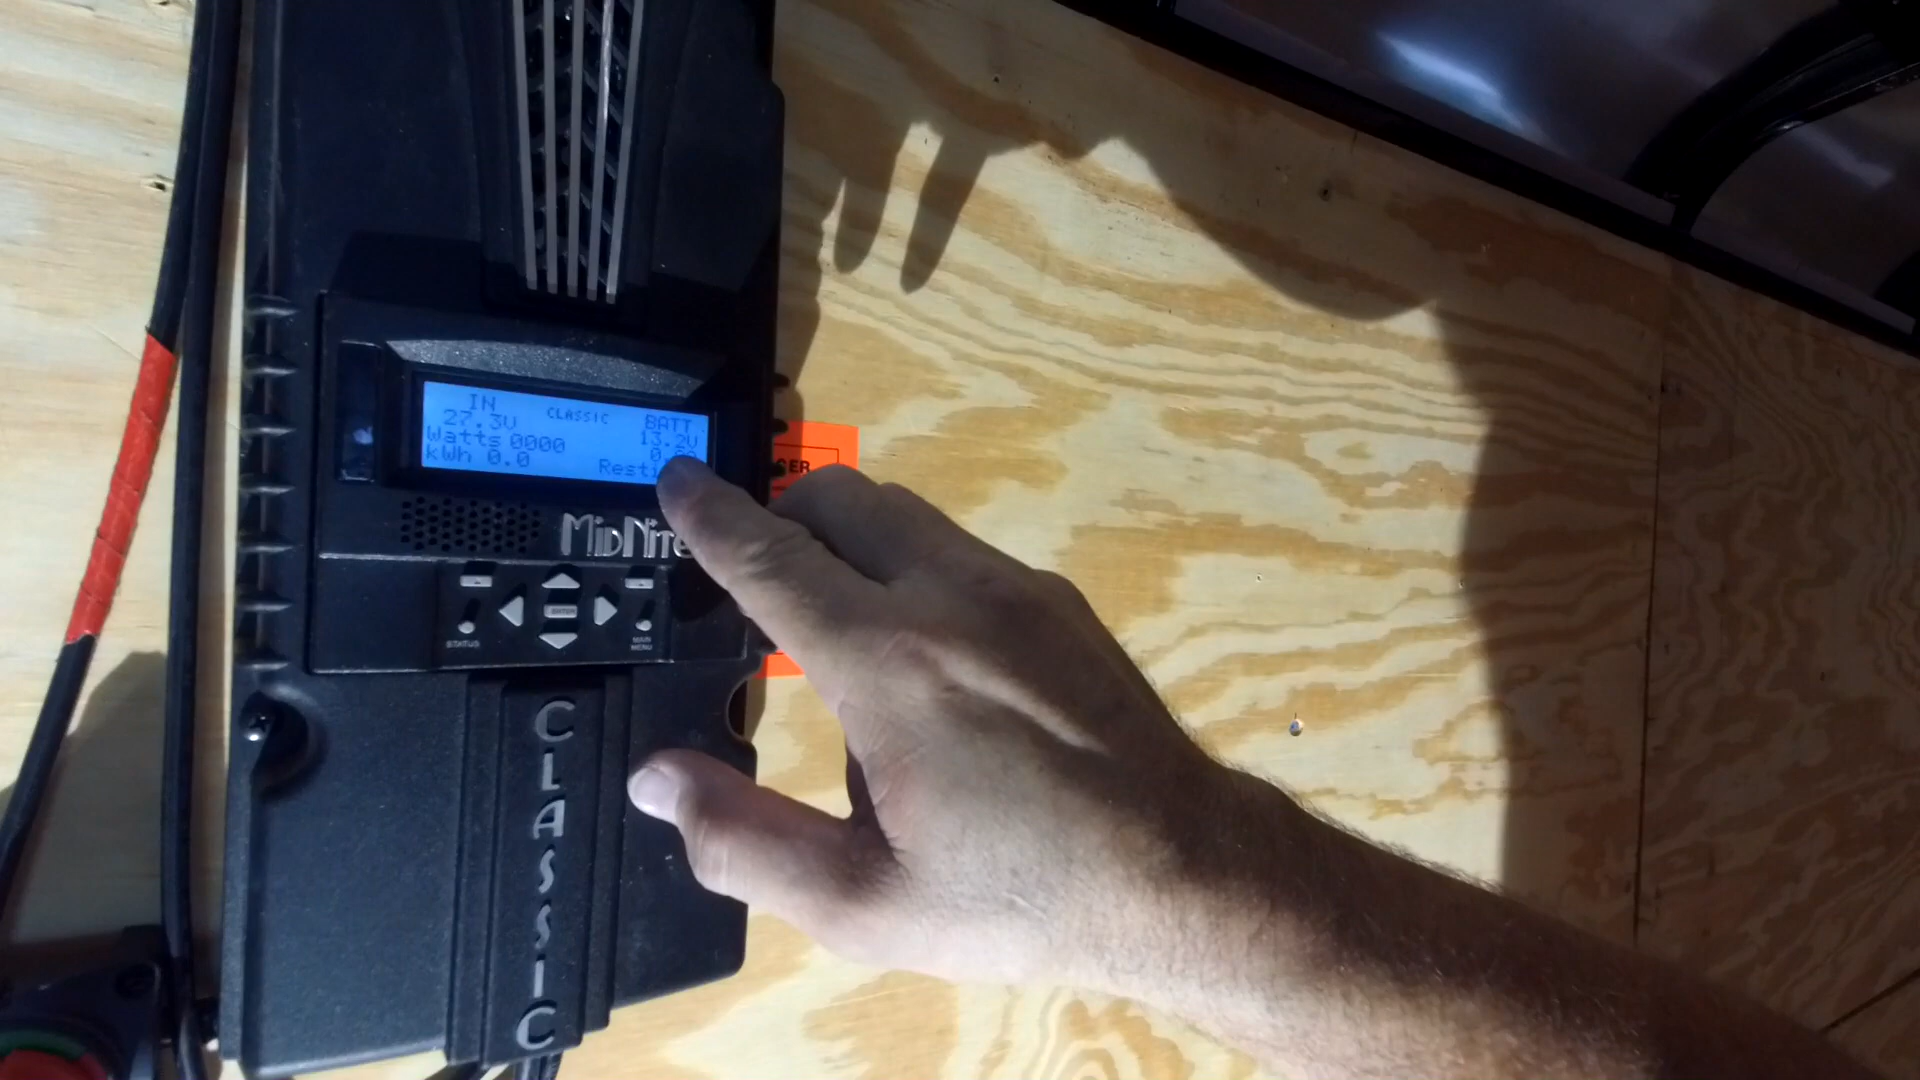 IN CLASSIC BATT
27.3V 13.2V
Watts 0000
kWh 0.0
MidNite
ENTER
STATUS
MAIN
MENU
CLASSIC